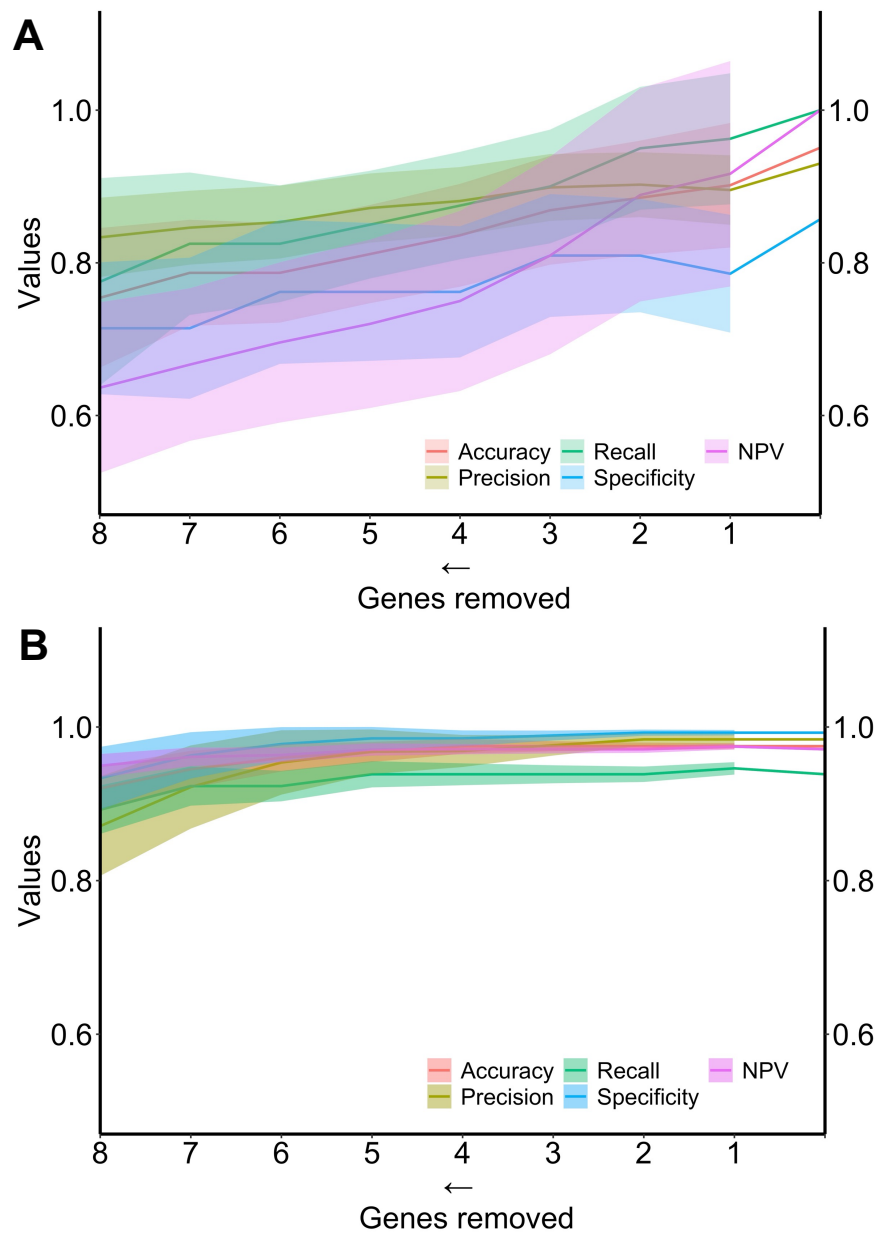 A
1.0 1.0
0.8 0.8
0.6 0.6
Values
Accuracy Recall NPV
Precision Specificity
8 7 6 5 4 3 2 1
←
Genes removed
B
1.0 1.0
0.8 0.8
0.6 0.6
Values
Accuracy Recall NPV
Precision Specificity
8 7 6 5 4 3 2 1
←
Genes removed